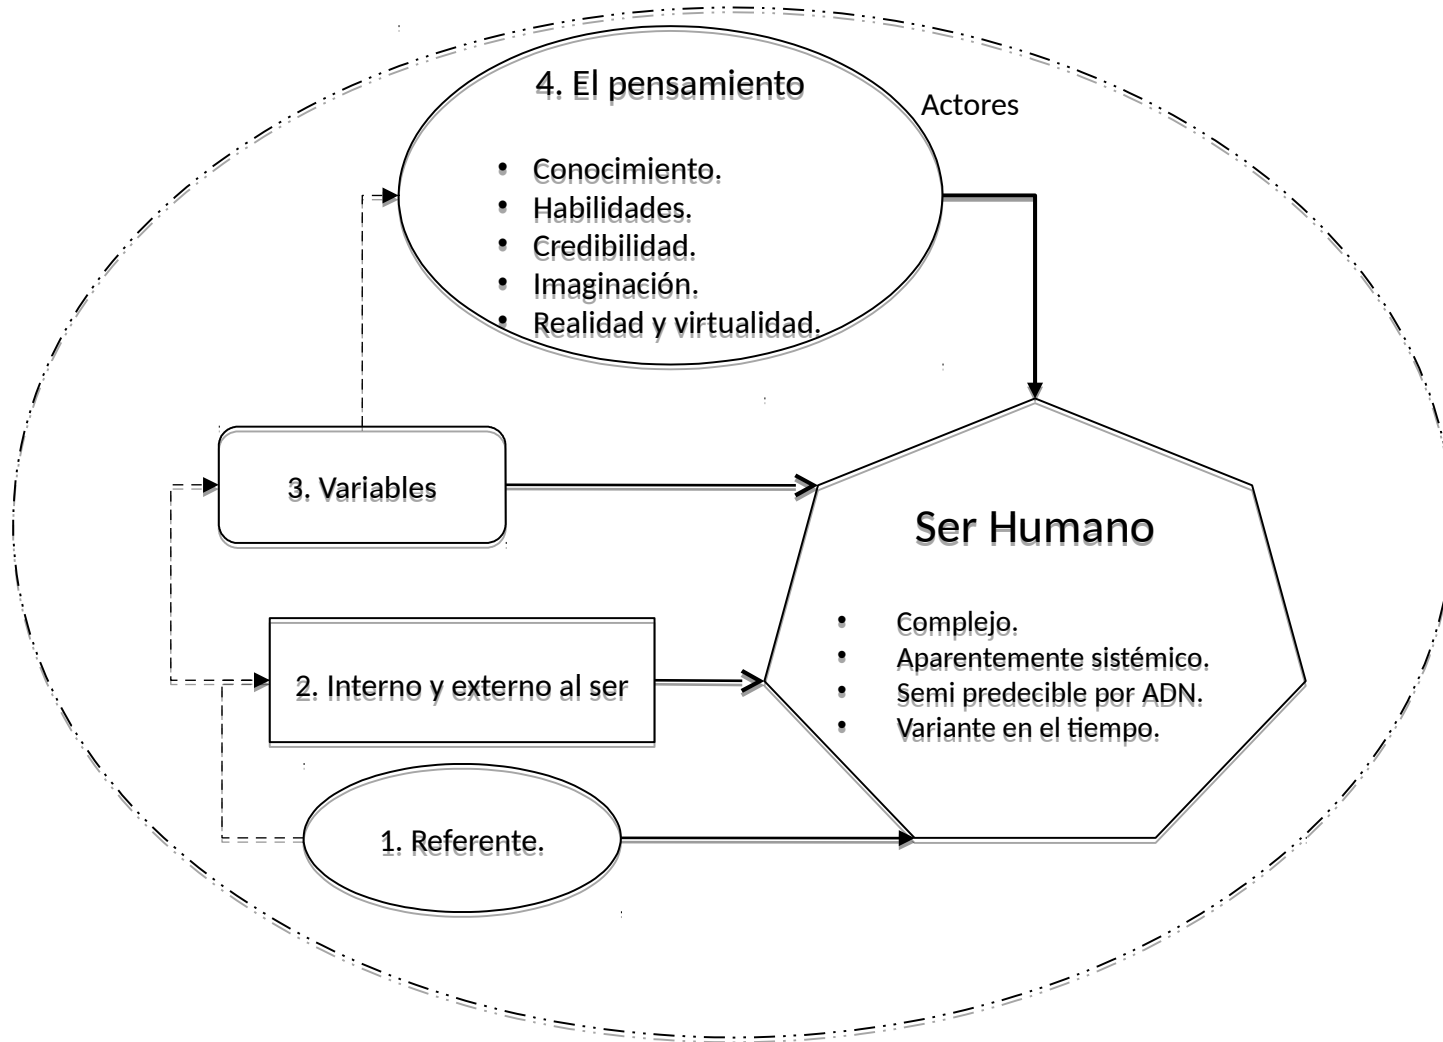 4. El pensamiento
Actores
• Conocimiento.
• Habilidades.
• Credibilidad.
• Imaginación.
• Realidad y virtualidad.
3. Variables
Ser Humano
• Complejo.
• Aparentemente sistémico.
• Semi predecible por ADN.
• Variante en el tiempo.
2. Interno y externo al ser
1. Referente.